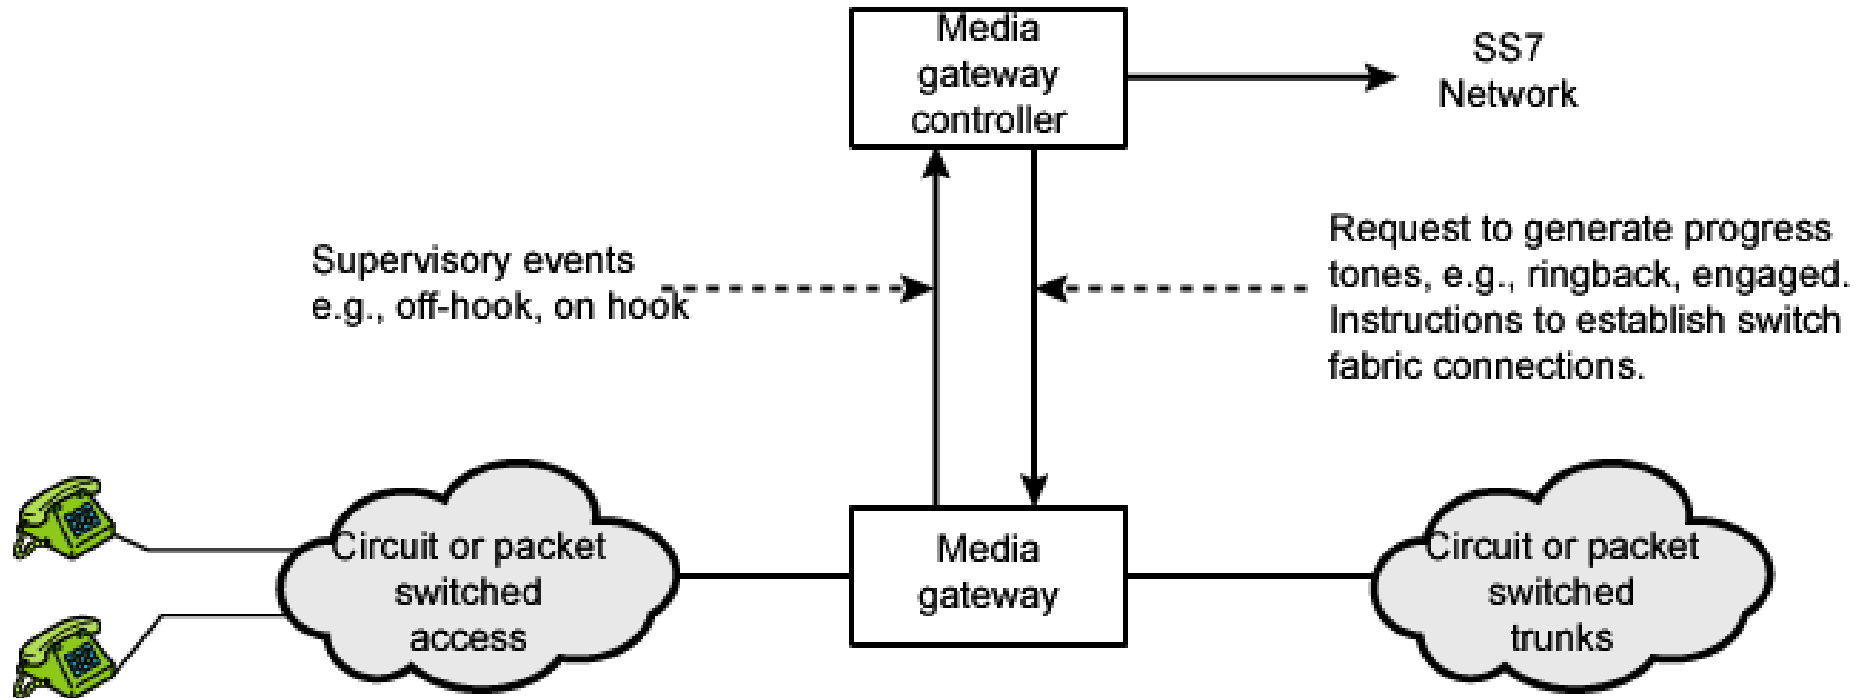 Media
gateway
controller
SS7
Network
Supervisory events
e.g., off-hook, on hook
Request to generate progress
tones, e.g., ringback, engaged.
Instructions to establish switch
fabric connections.
Circuit or packet
switched
access
Media
gateway
Circuit or packet
switched
trunks